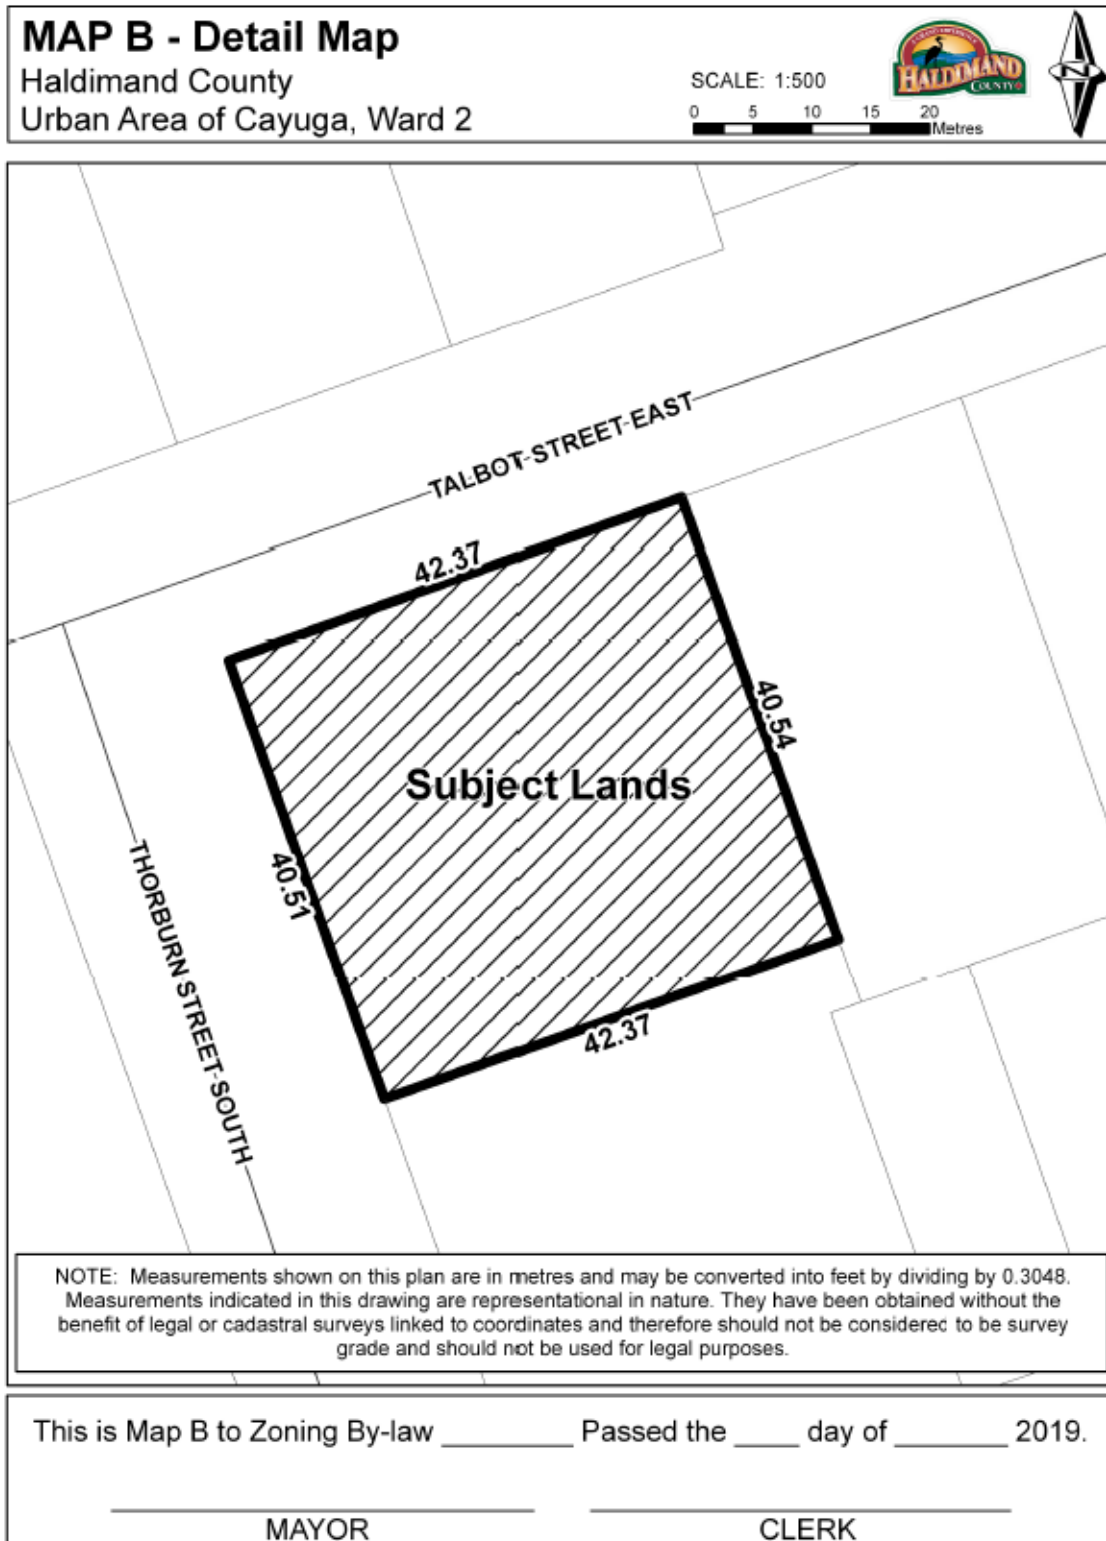 MAP B - Detail Map
Haldimand County
Urban Area of Cayuga, Ward 2
SCALE: 1:500
0 5 10 15 20
Metres
HALDIMAND
COUNTY
N
TALBOT STREET EAST
42.37
40.54
Subject Lands
40.51
THORBURN STREET SOUTH
42.37
NOTE: Measurements shown on this plan are in metres and may be converted into feet by dividing by 0.3048.
Measurements indicated in this drawing are representational in nature. They have been obtained without the
benefit of legal or cadastral surveys linked to coordinates and therefore should not be considered to be survey
grade and should not be used for legal purposes.
This is Map B to Zoning By-law ________ Passed the ____ day of _______ 2019.
MAYOR CLERK